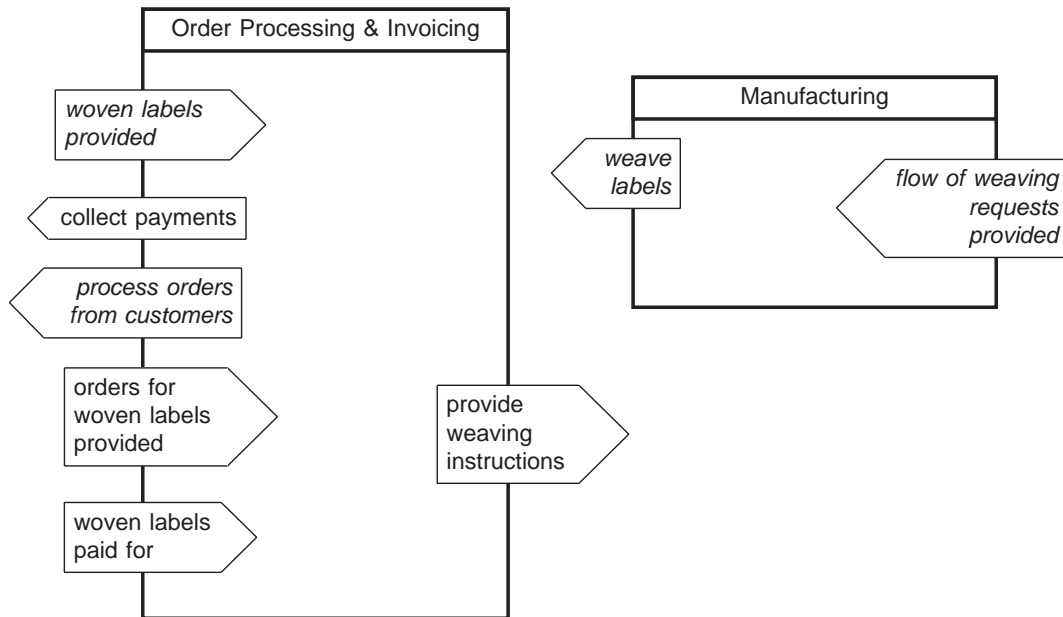 Order Processing & Invoicing
woven labels
provided
collect payments
process orders
from customers
orders for
woven labels
provided
woven labels
paid for
provide
weaving
instructions
Manufacturing
weave
labels
flow of weaving
requests
provided